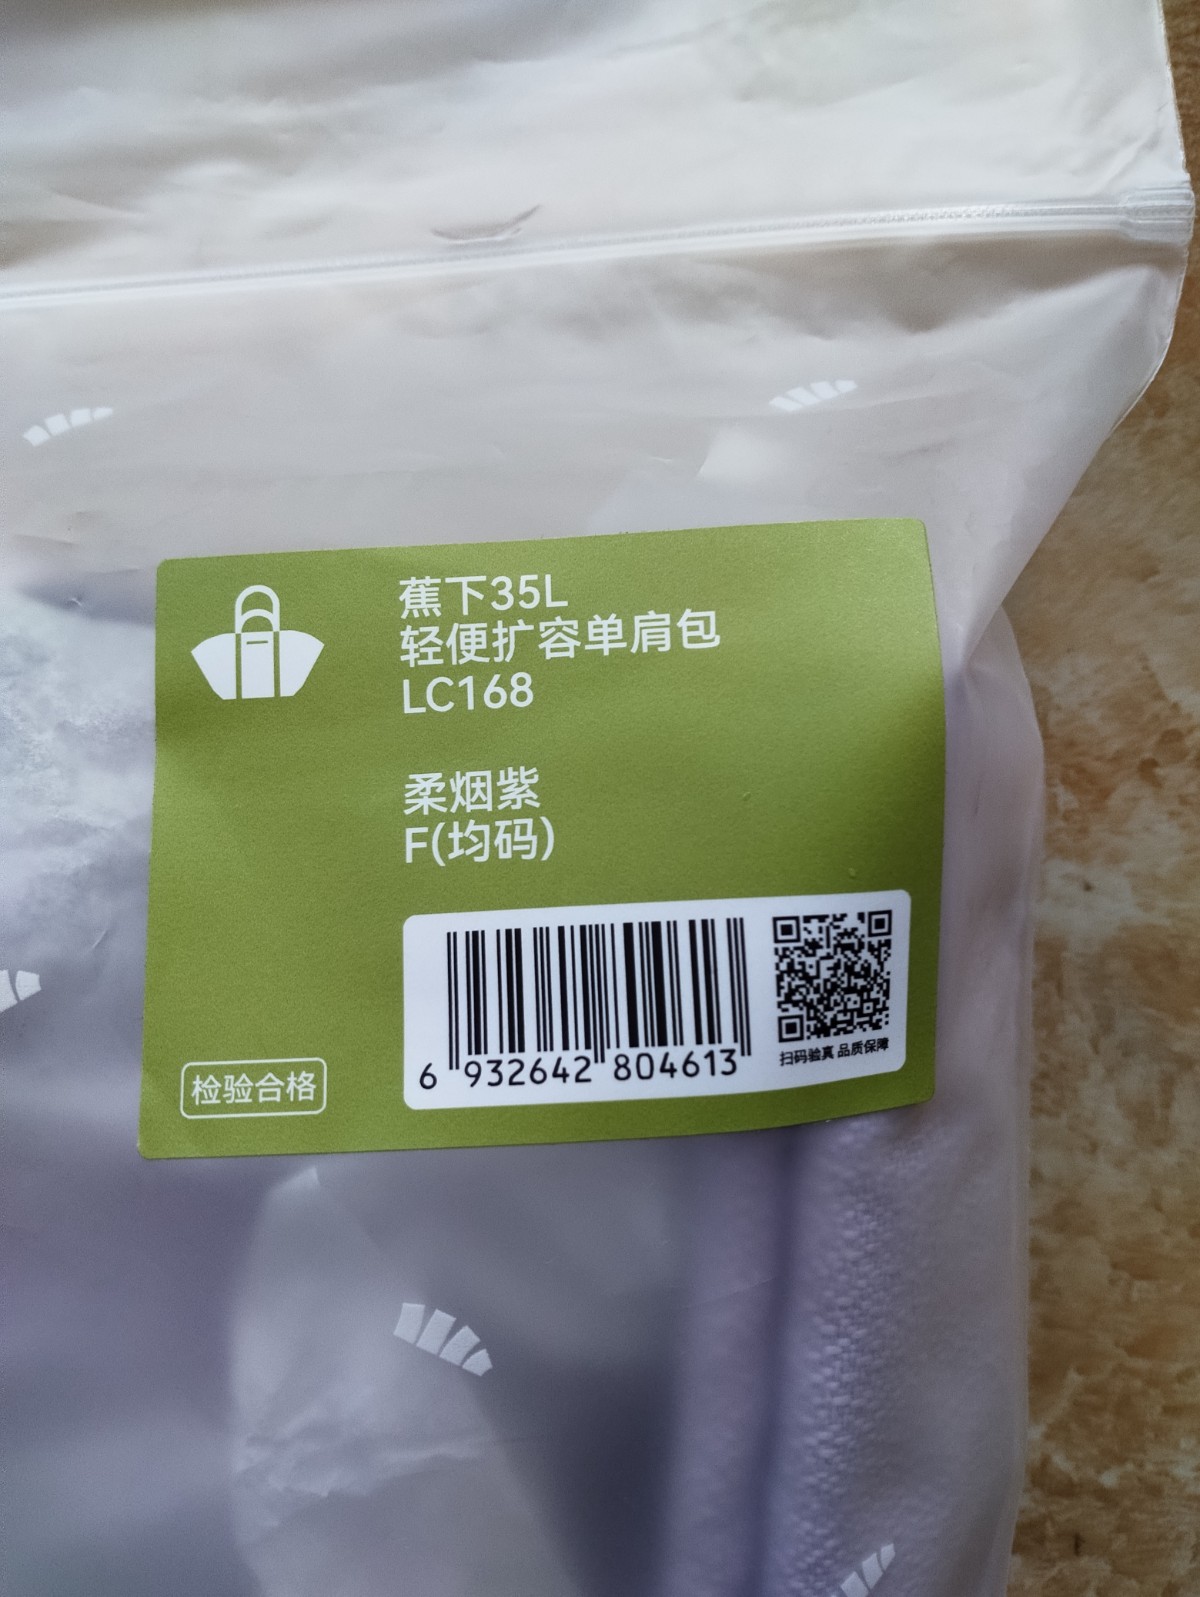 蕉下35L
轻便扩容单肩包
LC168
柔烟紫
F(均码)
检验合格
6 932642 804613
扫码验真 品质保障